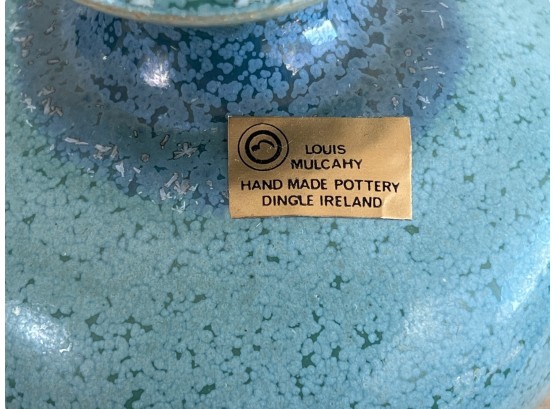 LOUIS
MULCAHY
HAND MADE POTTERY
DINGLE IRELAND